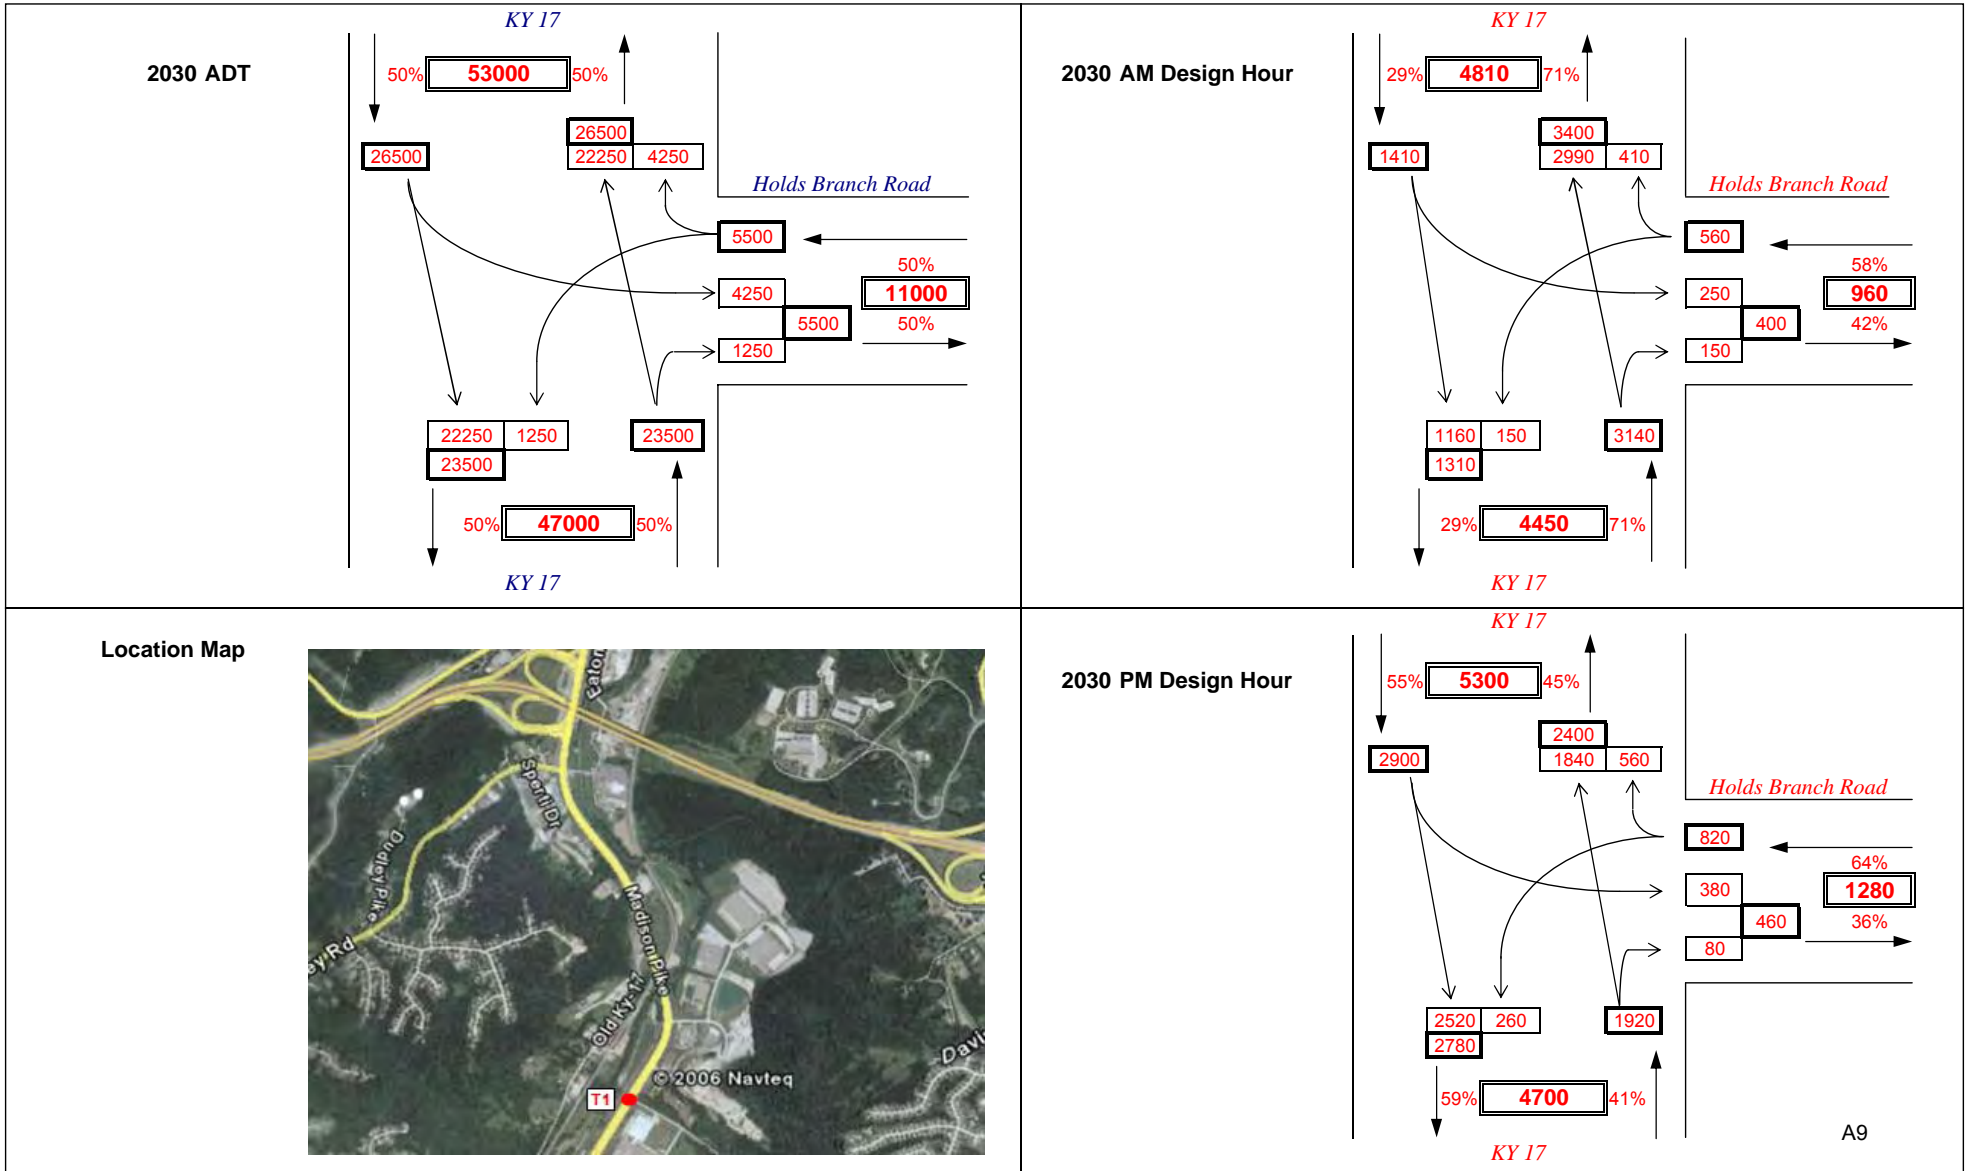 KY 17
2030 ADT
50% 53000 50%
26500
26500
22250 4250
Holds Branch Road
5500
50%
4250
11000
5500
50%
1250
22250 1250
23500
23500
50% 47000 50%
KY 17
KY 17
2030 AM Design Hour
29% 4810 71%
3400
1410
2990 410
Holds Branch Road
560
58%
250
960
400
42%
150
1160 150
3140
1310
29% 4450 71%
KY 17
Location Map
Eaton
Sperti Dr
Dudley Pike
ey Rd
Madison Pike
Old Ky-17
Davi
© 2006 Navteq
T1
KY 17
2030 PM Design Hour
55% 5300 45%
2400
2900
1840 560
Holds Branch Road
820
64%
380
1280
460
36%
80
2520 260
1920
2780
59% 4700 41%
KY 17
A9